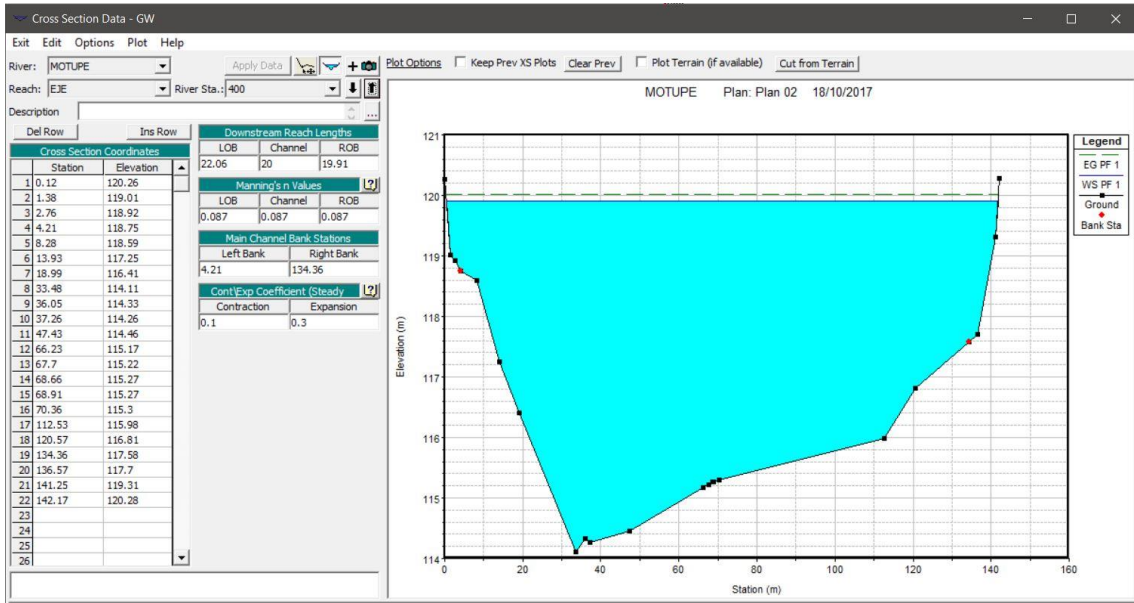 Cross Section Data - GW
Exit Edit Options Plot Help
River: MOTUPE Apply Data Plot Options Keep Prev XS Plots Clear Prev Plot Terrain (if available) Cut from Terrain
Reach: EJE River Sta.: 400
Description ...
Del Row Ins Row
Cross Section Coordinates
Station Elevation
1 0.12 120.26
2 1.38 119.01
3 2.76 118.92
4 4.21 118.75
5 8.28 118.59
6 13.93 117.25
7 18.99 116.41
8 33.48 114.11
9 36.05 114.33
10 37.26 114.26
11 47.43 114.46
12 66.23 115.17
13 67.7 115.22
14 68.66 115.27
15 68.91 115.27
16 70.36 115.3
17 112.53 115.98
18 120.57 116.81
19 134.36 117.58
20 136.57 117.7
21 141.25 119.31
22 142.17 120.28
23
24
25
26
Downstream Reach Lengths
LOB Channel ROB
22.06 20 19.91
Manning's n Values
LOB Channel ROB
0.087 0.087 0.087
Main Channel Bank Stations
Left Bank Right Bank
4.21 134.36
Cont\Exp Coefficient (Steady
Contraction Expansion
0.1 0.3
MOTUPE Plan: Plan 02 18/10/2017
121
120
119
118
117
116
115
114
Elevation (m)
0 20 40 60 80 100 120 140 160
Station (m)
Legend
EG PF 1
WS PF 1
Ground
Bank Sta